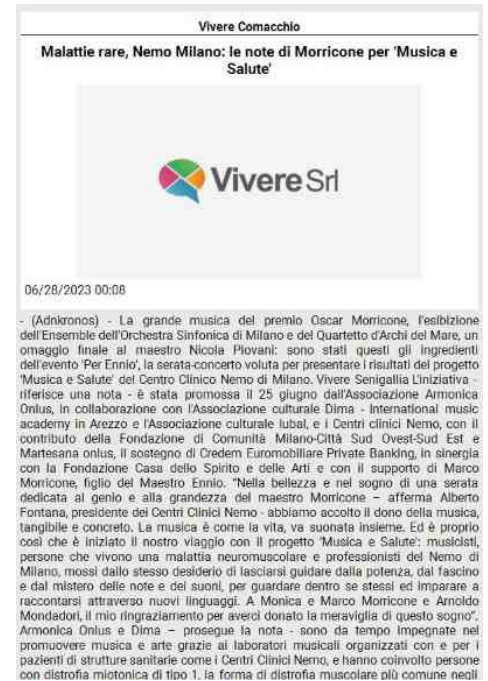 Vivere Comacchio
Malattie rare, Nemo Milano: le note di Morricone per 'Musica e
Salute'
Vivere Srl
06/28/2023 00:08
- (Adnkronos) - La grande musica del premio Oscar Morricone, l'esibizione
dell'Ensemble dell'Orchestra Sinfonica di Milano e del Quartetto d'Archi del Mare, un
omaggio finale al maestro Nicola Piovani: sono stati questi gli ingredienti
dell'evento 'Per Ennio', la serata-concerto voluta per presentare i risultati del progetto
'Musica e Salute' del Centro Clinico Nemo di Milano. Vivere Senigallia L'iniziativa -
riferisce una nota - è stata promossa il 25 giugno dall'Associazione Armonica
Onlus, in collaborazione con l'Associazione culturale Dima - International music
academy in Arezzo e l'Associazione culturale Iubal, e i Centri clinici Nemo, con il
contributo della Fondazione di Comunità Milano-Città Sud Ovest-Sud Est e
Martesana onlus, il sostegno di Credem Euromobiliare Private Banking, in sinergia
con la Fondazione Casa dello Spirito e delle Arti e con il supporto di Marco
Morricone, figlio del Maestro Ennio. "Nella bellezza e nel sogno di una serata
dedicata al genio e alla grandezza del maestro Morricone – afferma Alberto
Fontana, presidente dei Centri Clinici Nemo - abbiamo accolto il dono della musica,
tangibile e concreto. La musica è come la vita, va suonata insieme. Ed è proprio
così che è iniziato il nostro viaggio con il progetto 'Musica e Salute': musicisti,
persone che vivono una malattia neuromuscolare e professionisti del Nemo di
Milano, mossi dallo stesso desiderio di lasciarsi guidare dalla potenza, dal fascino
e dal mistero delle note e dei suoni, per guardare dentro se stessi ed imparare a
raccontarsi attraverso nuovi linguaggi. A Monica e Marco Morricone e Arnoldo
Mondadori, il mio ringraziamento per averci donato la meraviglia di questo sogno".
Armonica Onlus e Dima – prosegue la nota - sono da tempo impegnate nel
promuovere musica e arte grazie ai laboratori musicali organizzati con e per i
pazienti di strutture sanitarie come i Centri Clinici Nemo, e hanno coinvolto persone
con distrofia miotonica di tipo 1, la forma di distrofia muscolare più comune negli